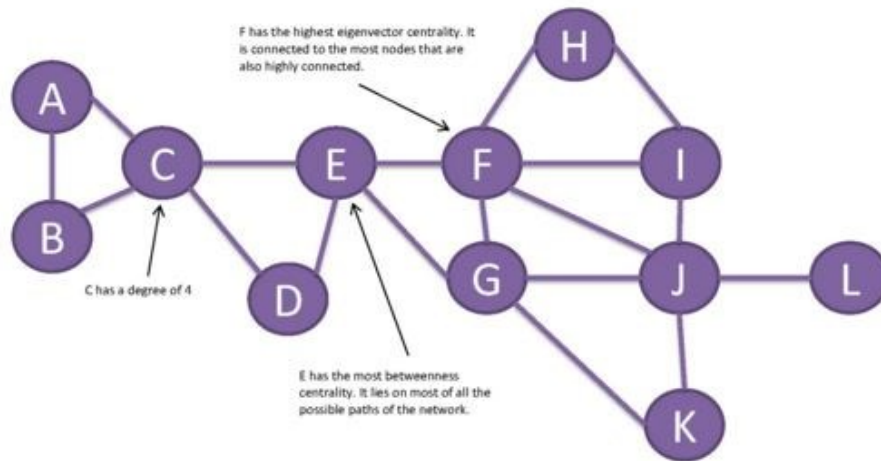 F has the highest eigenvector centrality. It
is connected to the most nodes that are
also highly connected.
H
A
C
E
F
I
B
C has a degree of 4
D
G
J
L
E has the most betweenness
centrality. It lies on most of all the
possible paths of the network.
K